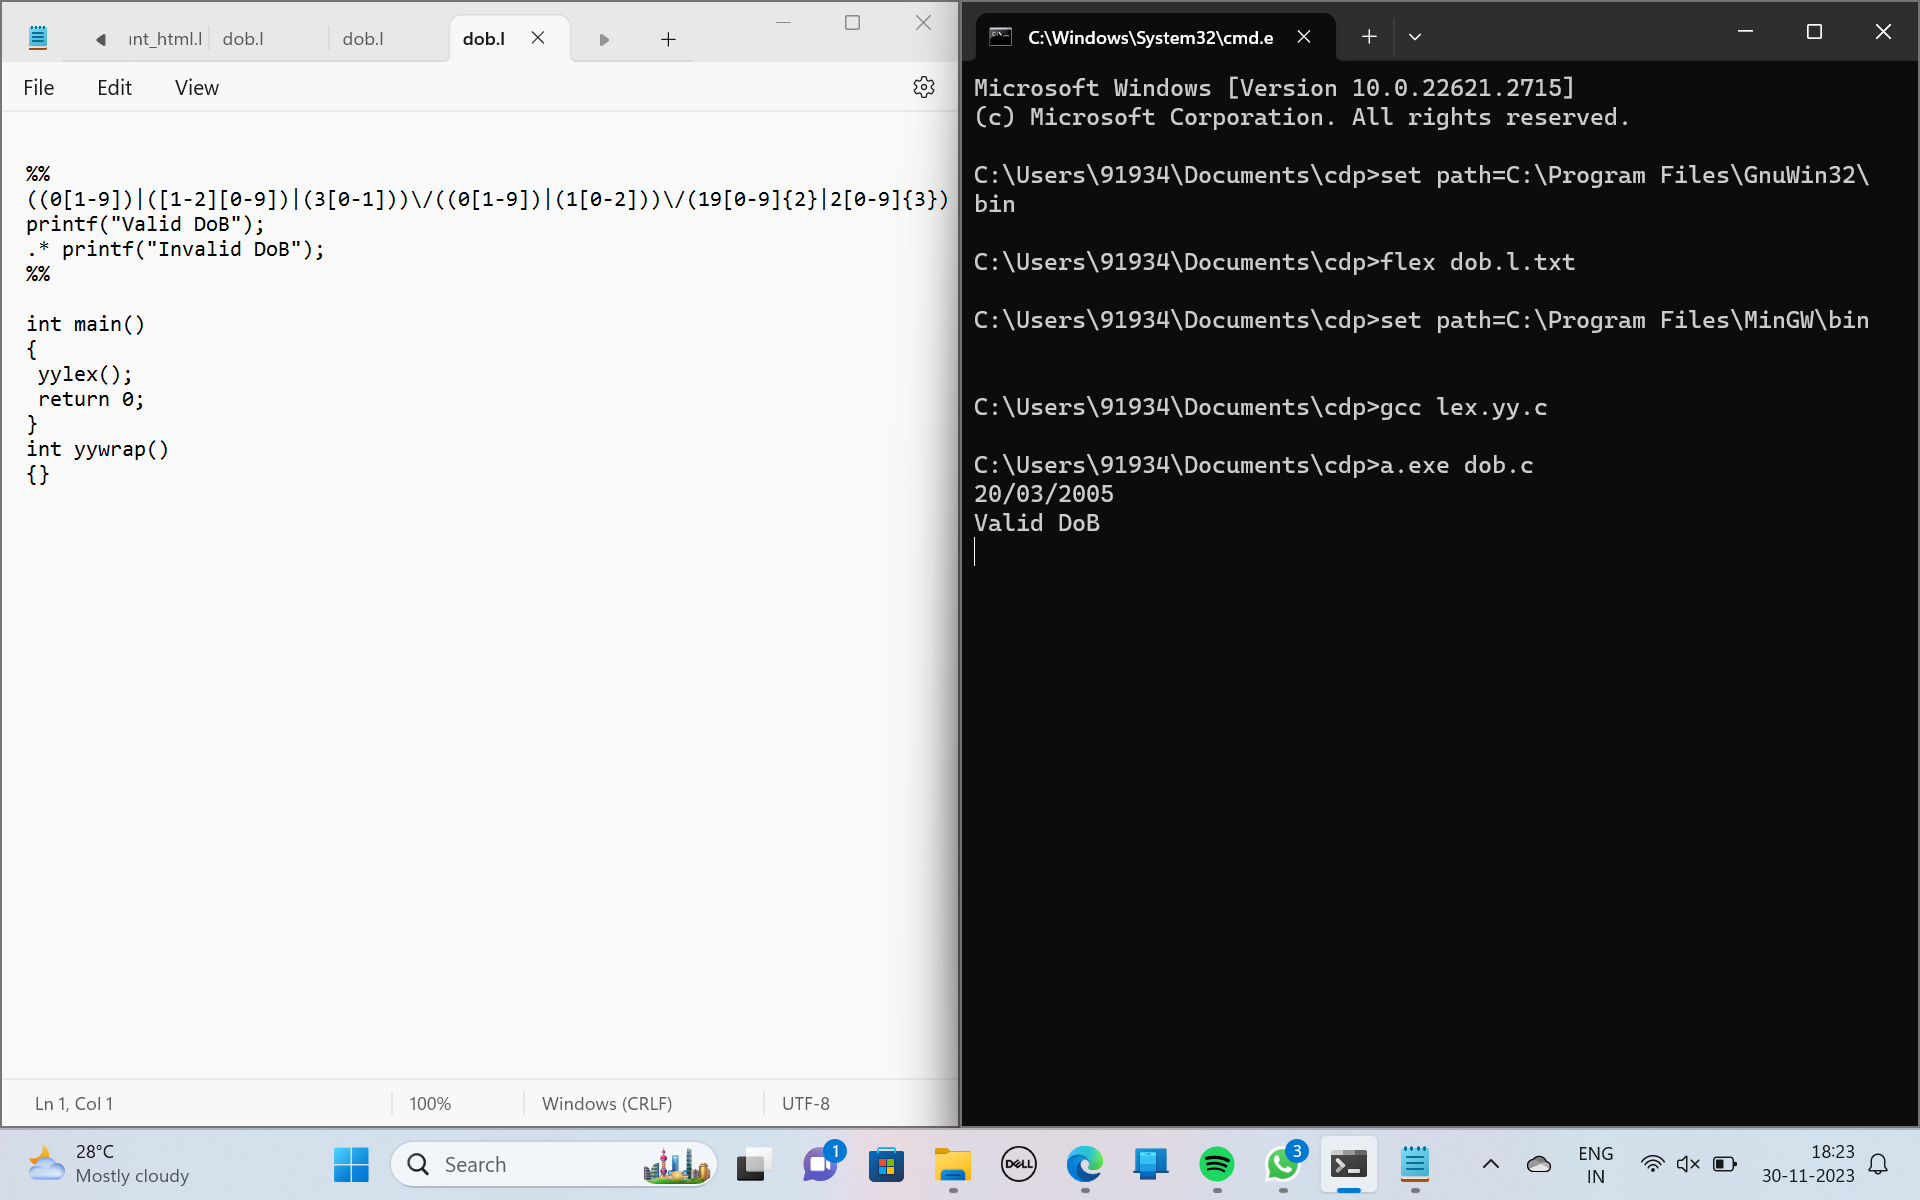 ınt_html.l
dob.l
dob.l
dob.l
File
Edit
View
%%
((0[1-9])|([1-2][0-9])|(3[0-1]))\/((0[1-9])|(1[0-2]))\/(19[0-9]{2}|2[0-9]{3})
printf("Valid DoB");
.* printf("Invalid DoB");
%%
int main()
{
yylex();
return 0;
}
int yywrap()
{}
Ln 1, Col 1
100%
Windows (CRLF)
UTF-8
C:\Windows\System32\cmd.e
Microsoft Windows [Version 10.0.22621.2715]
(c) Microsoft Corporation. All rights reserved.
C:\Users\91934\Documents\cdp>set path=C:\Program Files\GnuWin32\
bin
C:\Users\91934\Documents\cdp>flex dob.l.txt
C:\Users\91934\Documents\cdp>set path=C:\Program Files\MinGW\bin
C:\Users\91934\Documents\cdp>gcc lex.yy.c
C:\Users\91934\Documents\cdp>a.exe dob.c
20/03/2005
Valid DoB
28°C
Mostly cloudy
Search
1
DELL
3
ENG
IN
18:23
30-11-2023